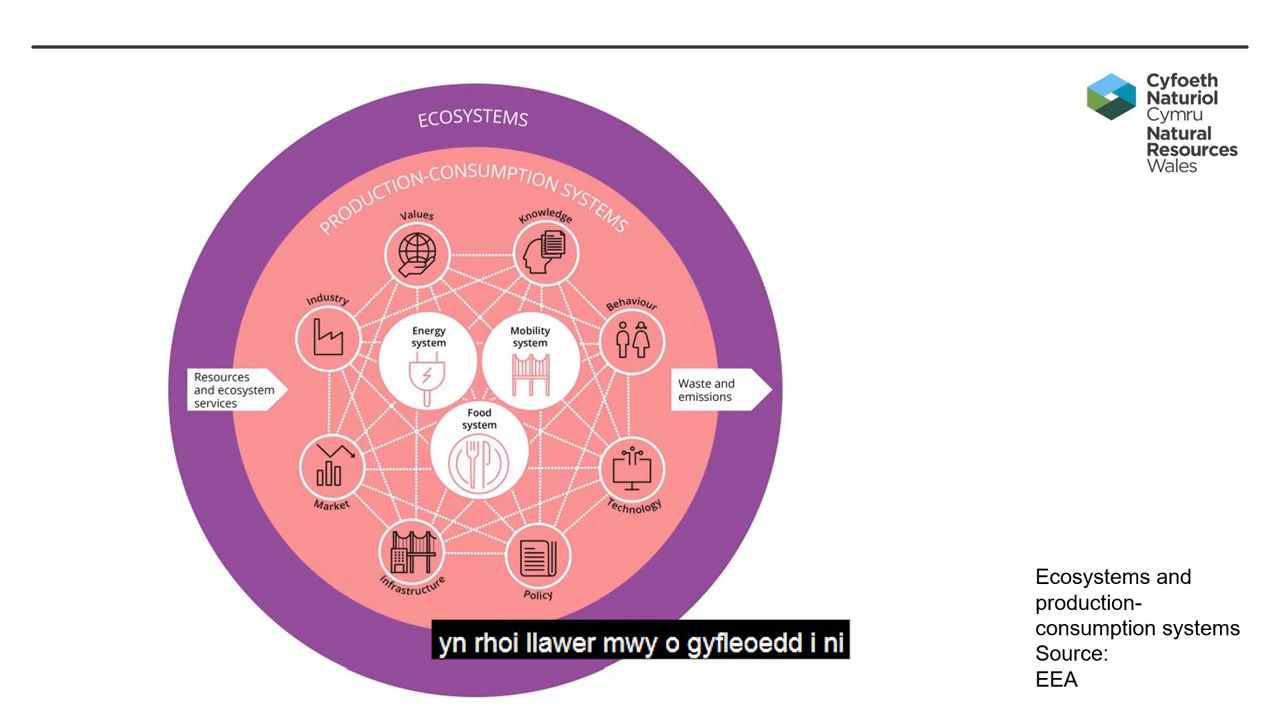 Cyfoeth
Naturiol
Cymru
Natural
Resources
Wales
ECOSYSTEMS
PRODUCTION-CONSUMPTION SYSTEMS
Values
Knowledge
Industry
Behaviour
Energy
system
Mobility
system
Resources
and ecosystem
services
Waste and
emissions
Food
system
Market
Technology
Infrastructure
Policy
Ecosystems and
production-
consumption systems
Source:
EEA
yn rhoi llawer mwy o gyfleoedd i ni